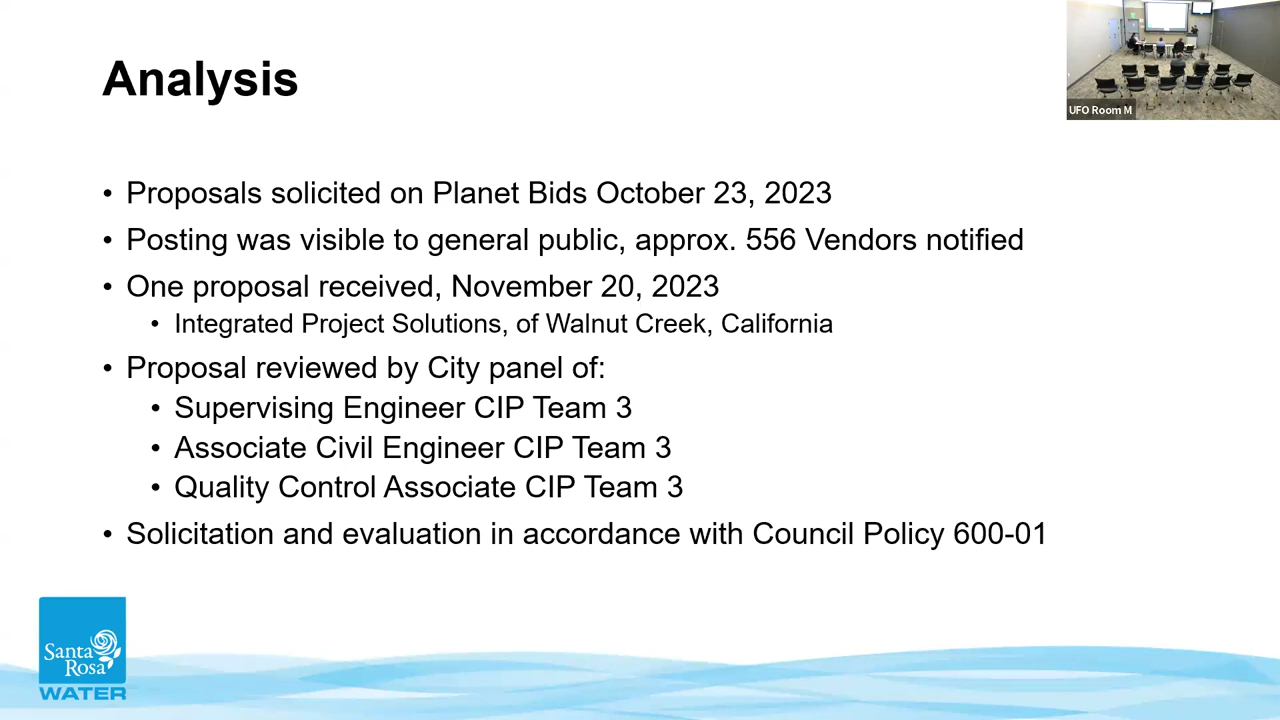 Analysis
UFO Room M
• Proposals solicited on Planet Bids October 23, 2023
• Posting was visible to general public, approx. 556 Vendors notified
• One proposal received, November 20, 2023
• Integrated Project Solutions, of Walnut Creek, California
• Proposal reviewed by City panel of:
• Supervising Engineer CIP Team 3
• Associate Civil Engineer CIP Team 3
• Quality Control Associate CIP Team 3
• Solicitation and evaluation in accordance with Council Policy 600-01
Santa
Rosa
WATER